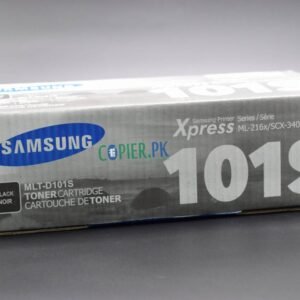 SAMSUNG
COPIER.PK
Samsung Printer Series / Série
Xpress ML-216x/SCX-340
101S
BLACK
NOIR
MLT-D101S
TONER CARTRIDGE
CARTOUCHE DE TONER